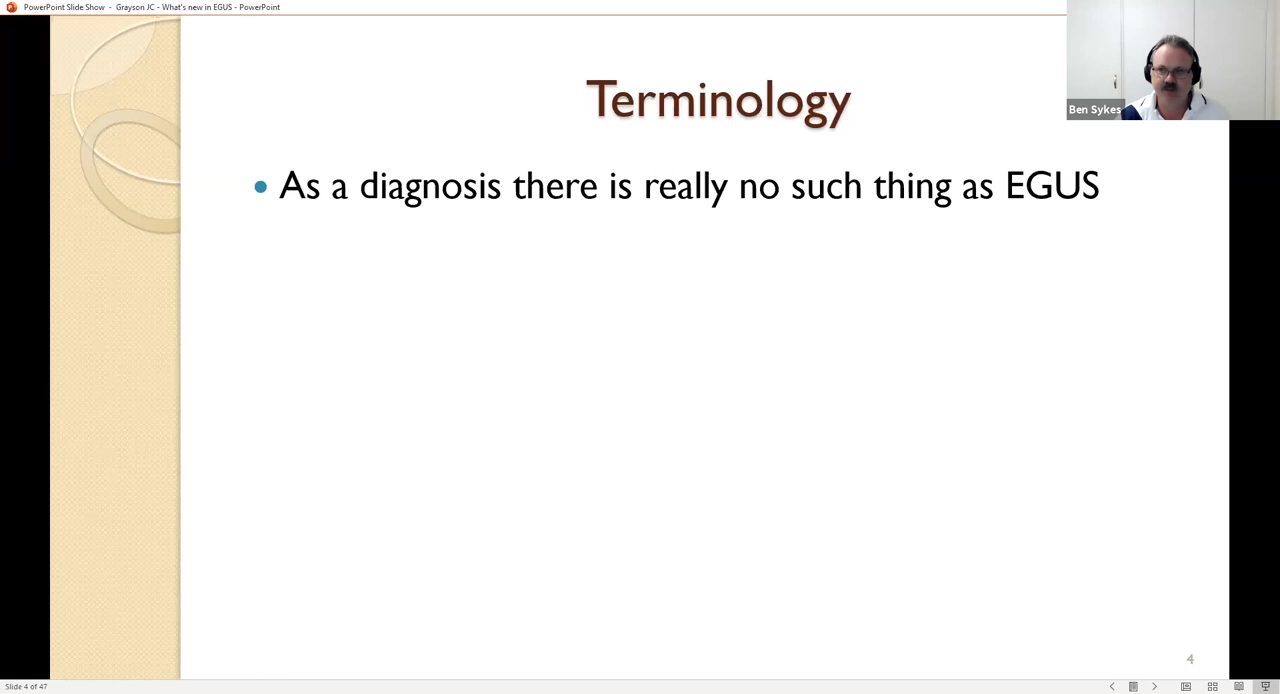 PowerPoint Slide Show - Grayson JC - What's new in EGUS - PowerPoint
Ben Sykes
Terminology
• As a diagnosis there is really no such thing as EGUS
4
Slide 4 of 47